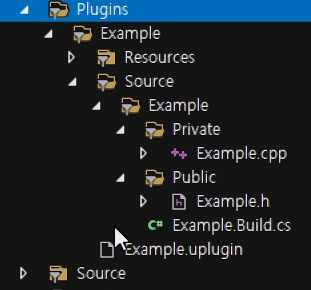 Plugins
Example
Resources
Source
Example
Private
Example.cpp
Public
Example.h
Example.Build.cs
Example.uplugin
Source